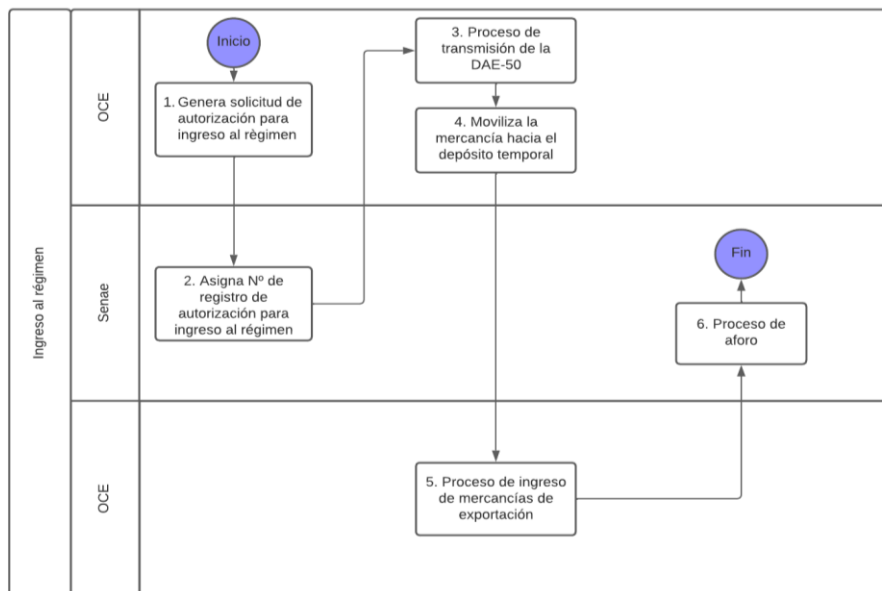 Ingreso al régimen
OCE
Inicio
1. Genera solicitud de
autorización para
ingreso al règimen
3. Proceso de
transmisión de la
DAE-50
4. Moviliza la
mercancía hacia el
depósito temporal
Senae
2. Asigna Nº de
registro de
autorización para
ingreso al régimen
Fin
6. Proceso de
aforo
OCE
5. Proceso de ingreso
de mercancías de
exportación